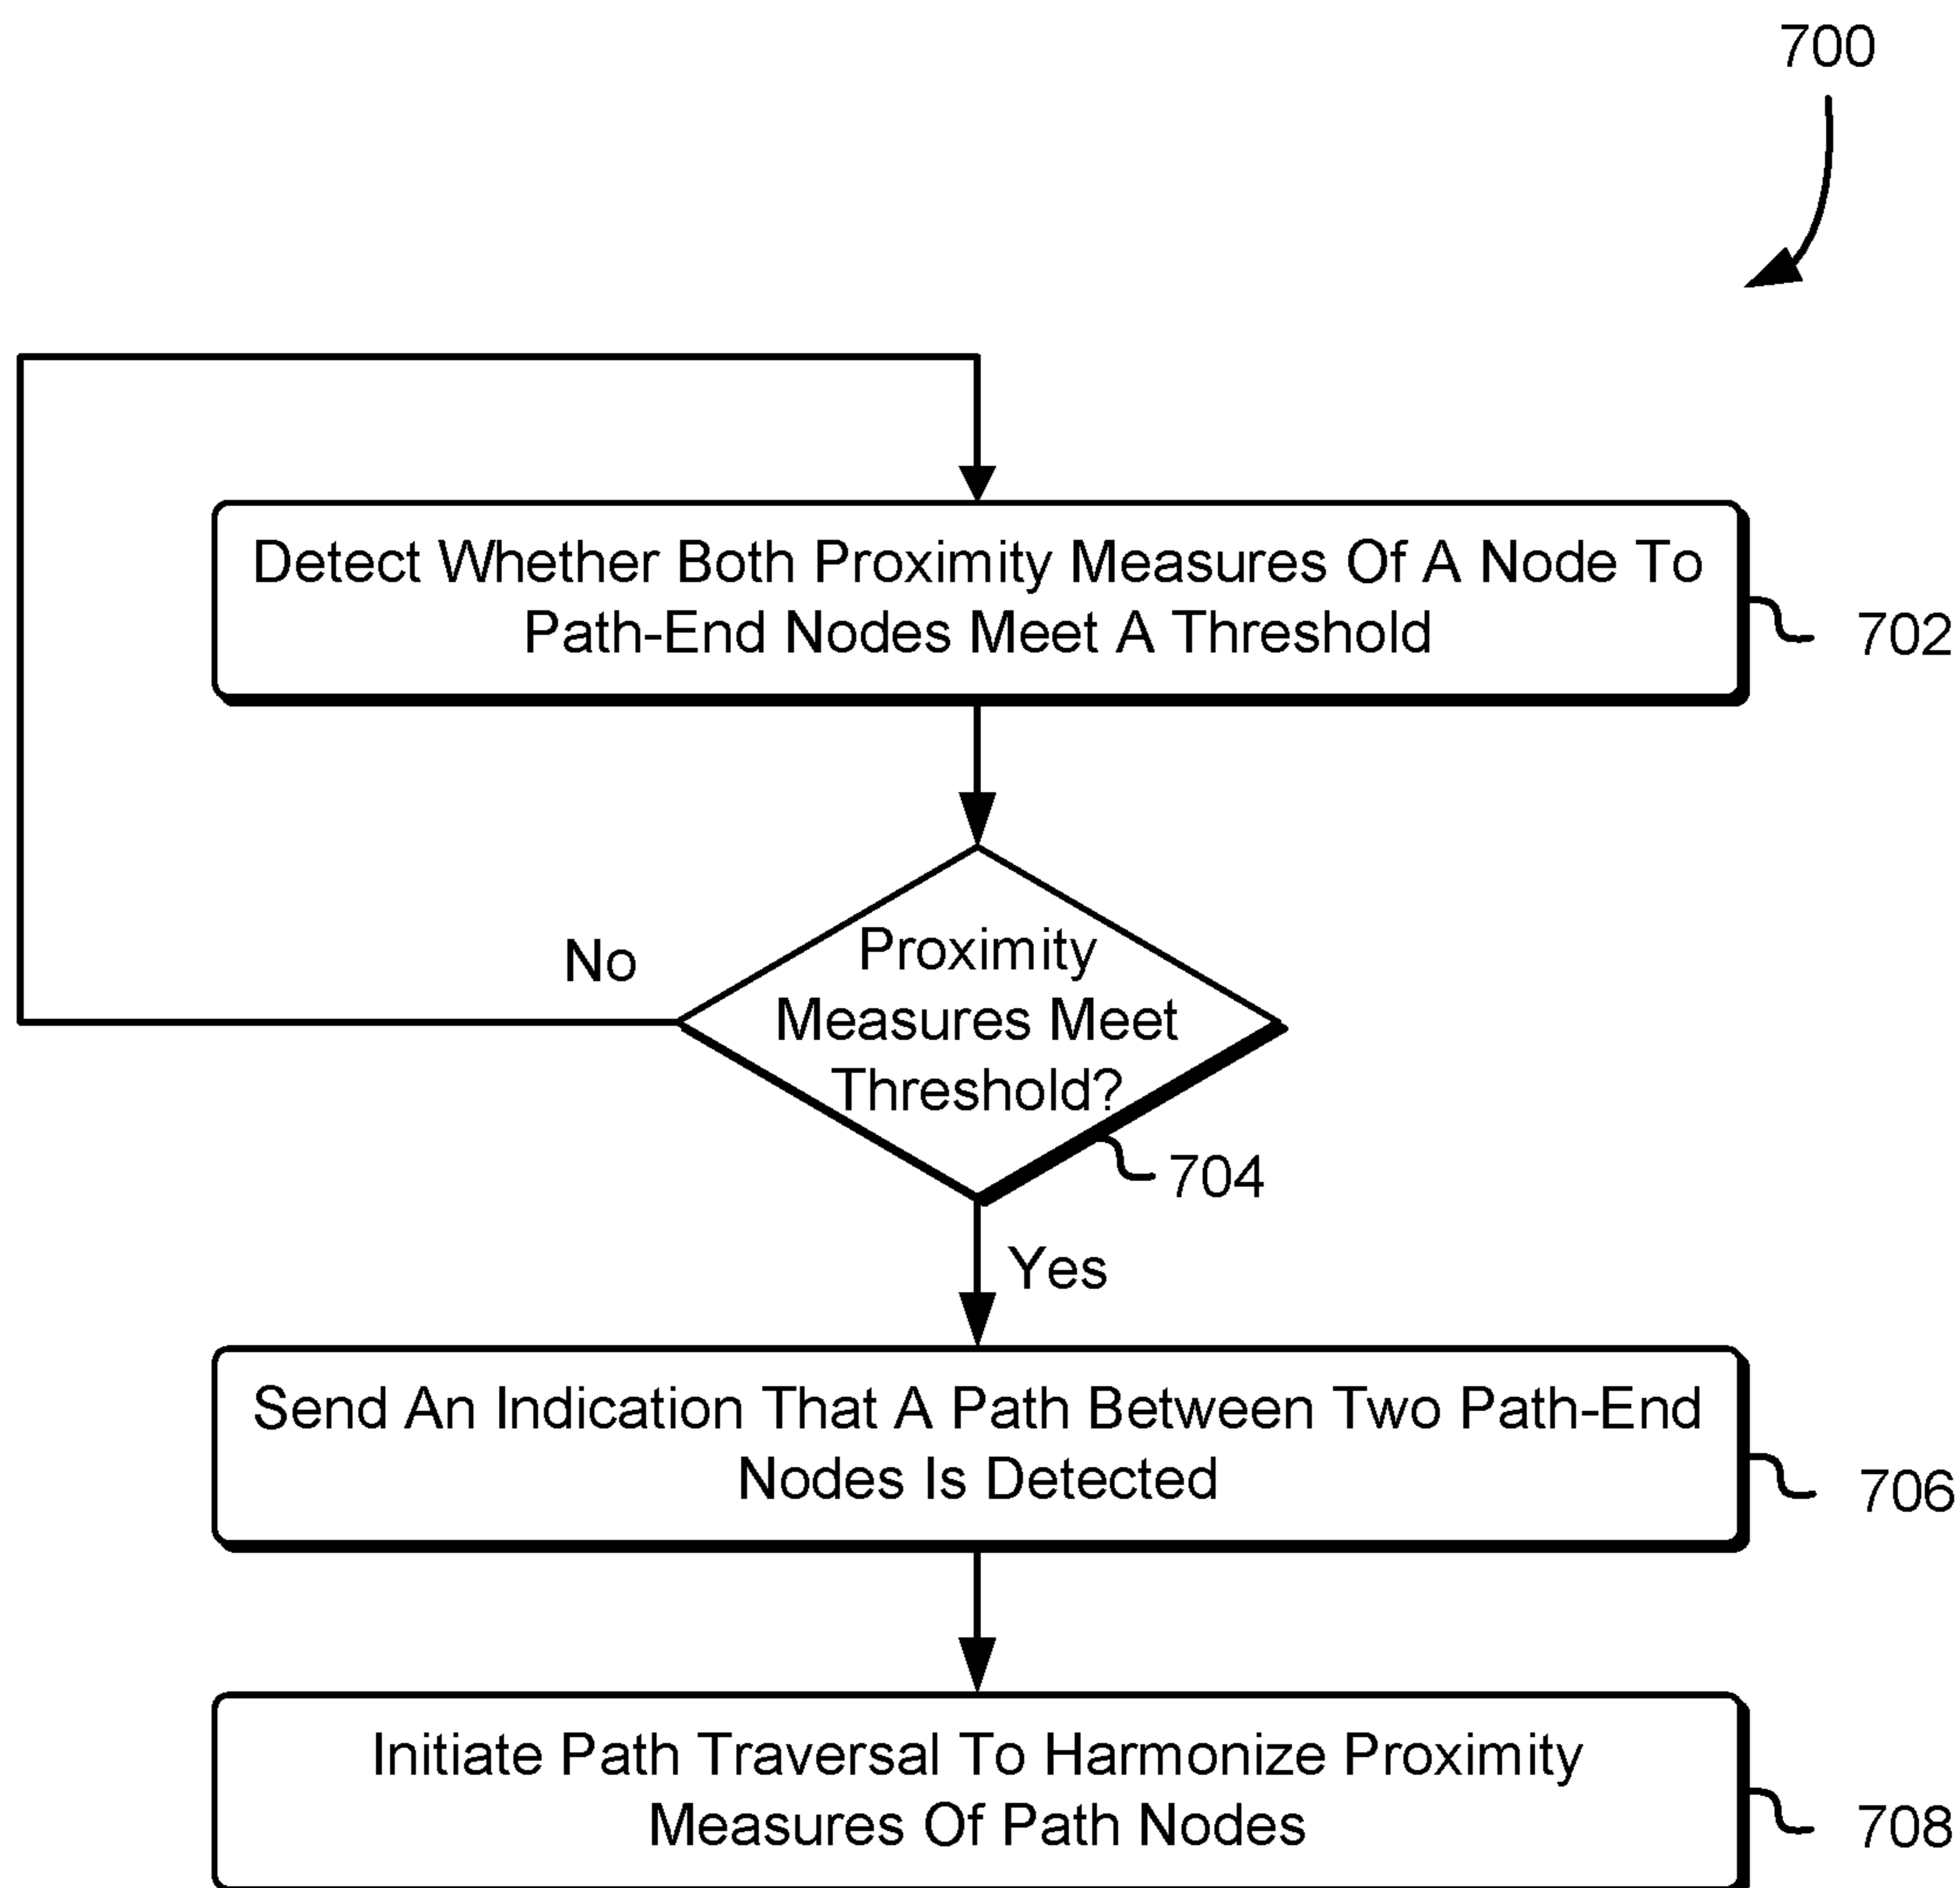 700
Detect Whether Both Proximity Measures Of A Node To
Path-End Nodes Meet A Threshold
702
Proximity
Measures Meet
Threshold?
No
704
Yes
Send An Indication That A Path Between Two Path-End
Nodes Is Detected
706
Initiate Path Traversal To Harmonize Proximity
Measures Of Path Nodes
708